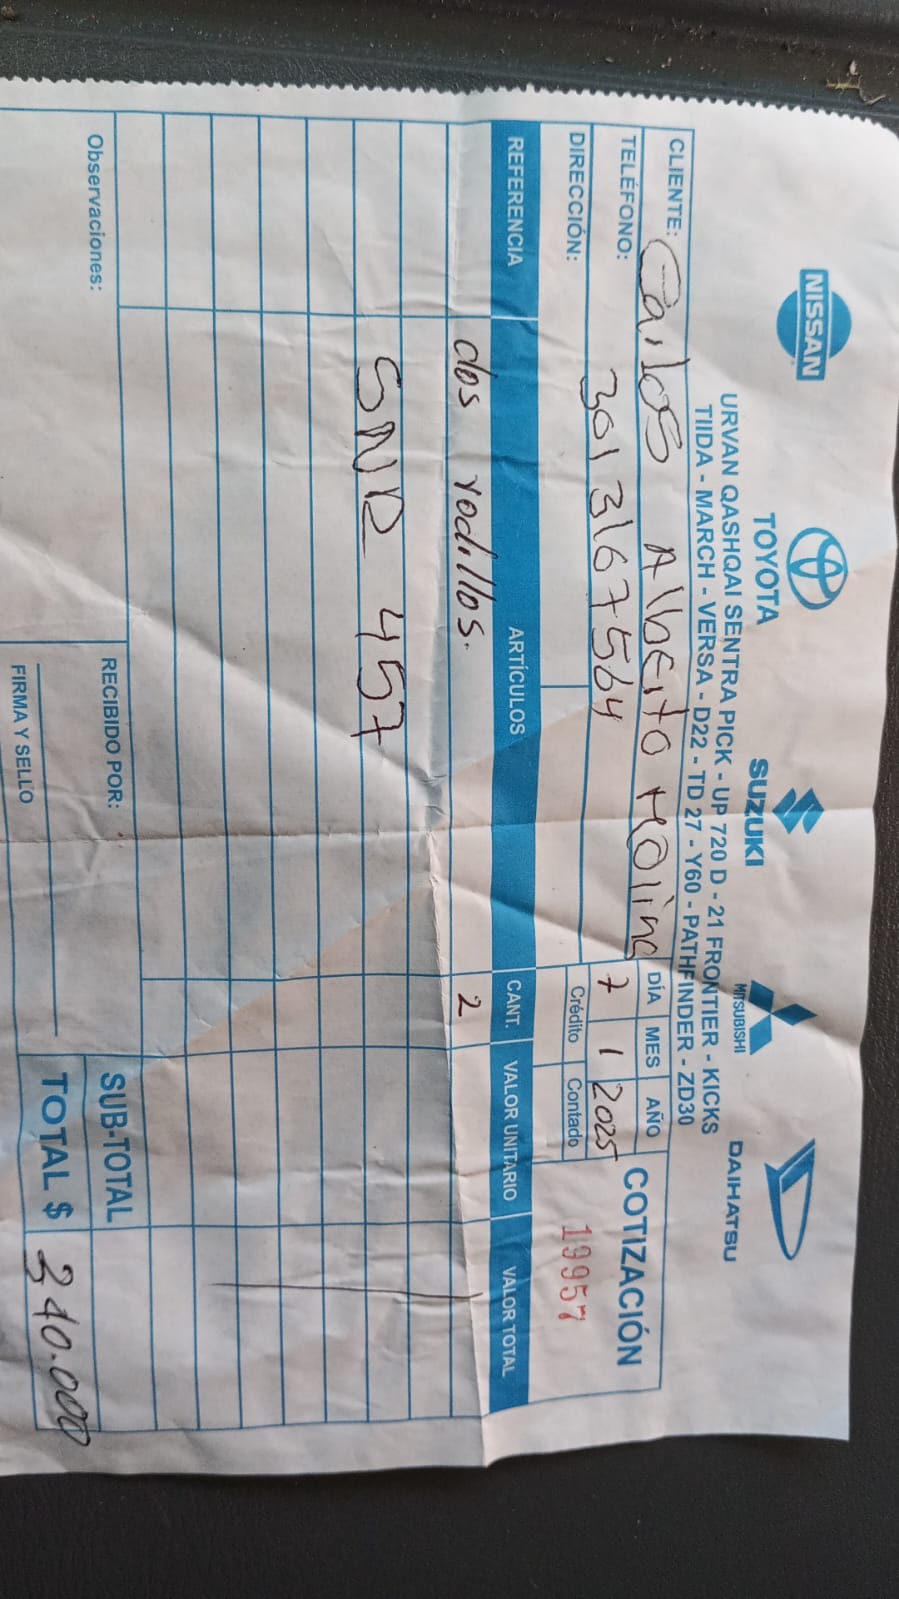 NISSAN
TOYOTA
SUZUKI
MITSUBISHI
DAIHATSU
URVAN QASHQAI SENTRA PICK - UP 720 D - 21 FRONTIER - KICKS
TIIDA - MARCH - VERSA - D22 - TD 27 - Y60 - PATHFINDER - ZD30
CLIENTE: Carlos Alberto Molina
TELÉFONO: 301 3167564
DIRECCIÓN:
DÍA MES AÑO
7 1 2025
Crédito Contado
COTIZACIÓN
19957
REFERENCIA ARTÍCULOS CANT. VALOR UNITARIO VALOR TOTAL
dos rodillos. 2
SNR 457
Observaciones:
RECIBIDO POR:
FIRMA Y SELLO
SUB-TOTAL
TOTAL $ 340.000